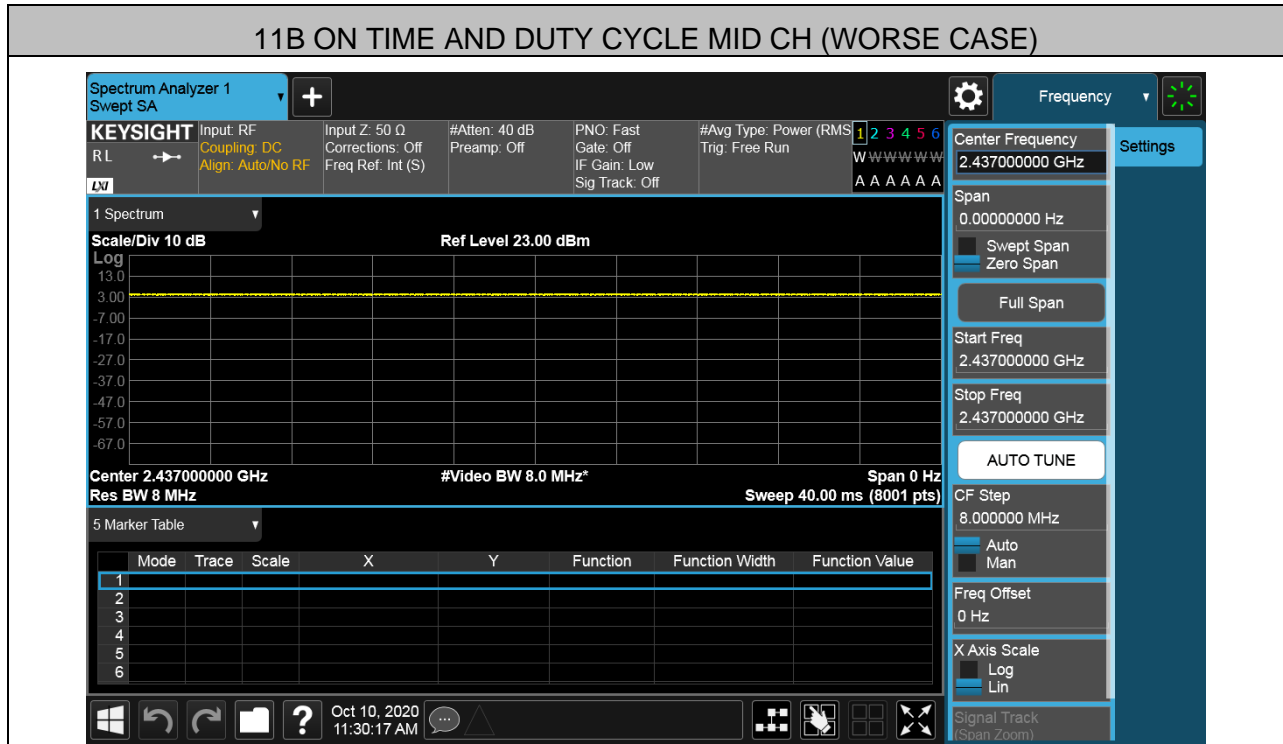 11B ON TIME AND DUTY CYCLE MID CH (WORSE CASE)
Spectrum Analyzer 1
Swept SA
+
Frequency
KEYSIGHT
RL
LXI
Input: RF
Coupling: DC
Align: Auto/No RF
Input Z: 50 Ω
Corrections: Off
Freq Ref: Int (S)
#Atten: 40 dB
Preamp: Off
PNO: Fast
Gate: Off
IF Gain: Low
Sig Track: Off
#Avg Type: Power (RMS
Trig: Free Run
1 2 3 4 5 6
W W W W W W
A A A A A A
Settings
Center Frequency
2.437000000 GHz
Span
0.00000000 Hz
Swept Span
Zero Span
Full Span
Start Freq
2.437000000 GHz
Stop Freq
2.437000000 GHz
AUTO TUNE
CF Step
8.000000 MHz
Auto
Man
Freq Offset
0 Hz
X Axis Scale
Log
Lin
Signal Track
(Span Zoom)
1 Spectrum
Scale/Div 10 dB
Ref Level 23.00 dBm
Log
13.0
3.00
-7.00
-17.0
-27.0
-37.0
-47.0
-57.0
-67.0
Center 2.437000000 GHz
#Video BW 8.0 MHz*
Span 0 Hz
Res BW 8 MHz
Sweep 40.00 ms (8001 pts)
5 Marker Table
Mode Trace Scale X Y Function Function Width Function Value
1
2
3
4
5
6
?
Oct 10, 2020
11:30:17 AM